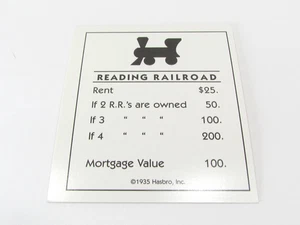 READING RAILROAD
Rent $25.
If 2 R.R.'s are owned 50.
If 3 " " " 100.
If 4 " " " 200.
Mortgage Value 100.
©1935 Hasbro, Inc.